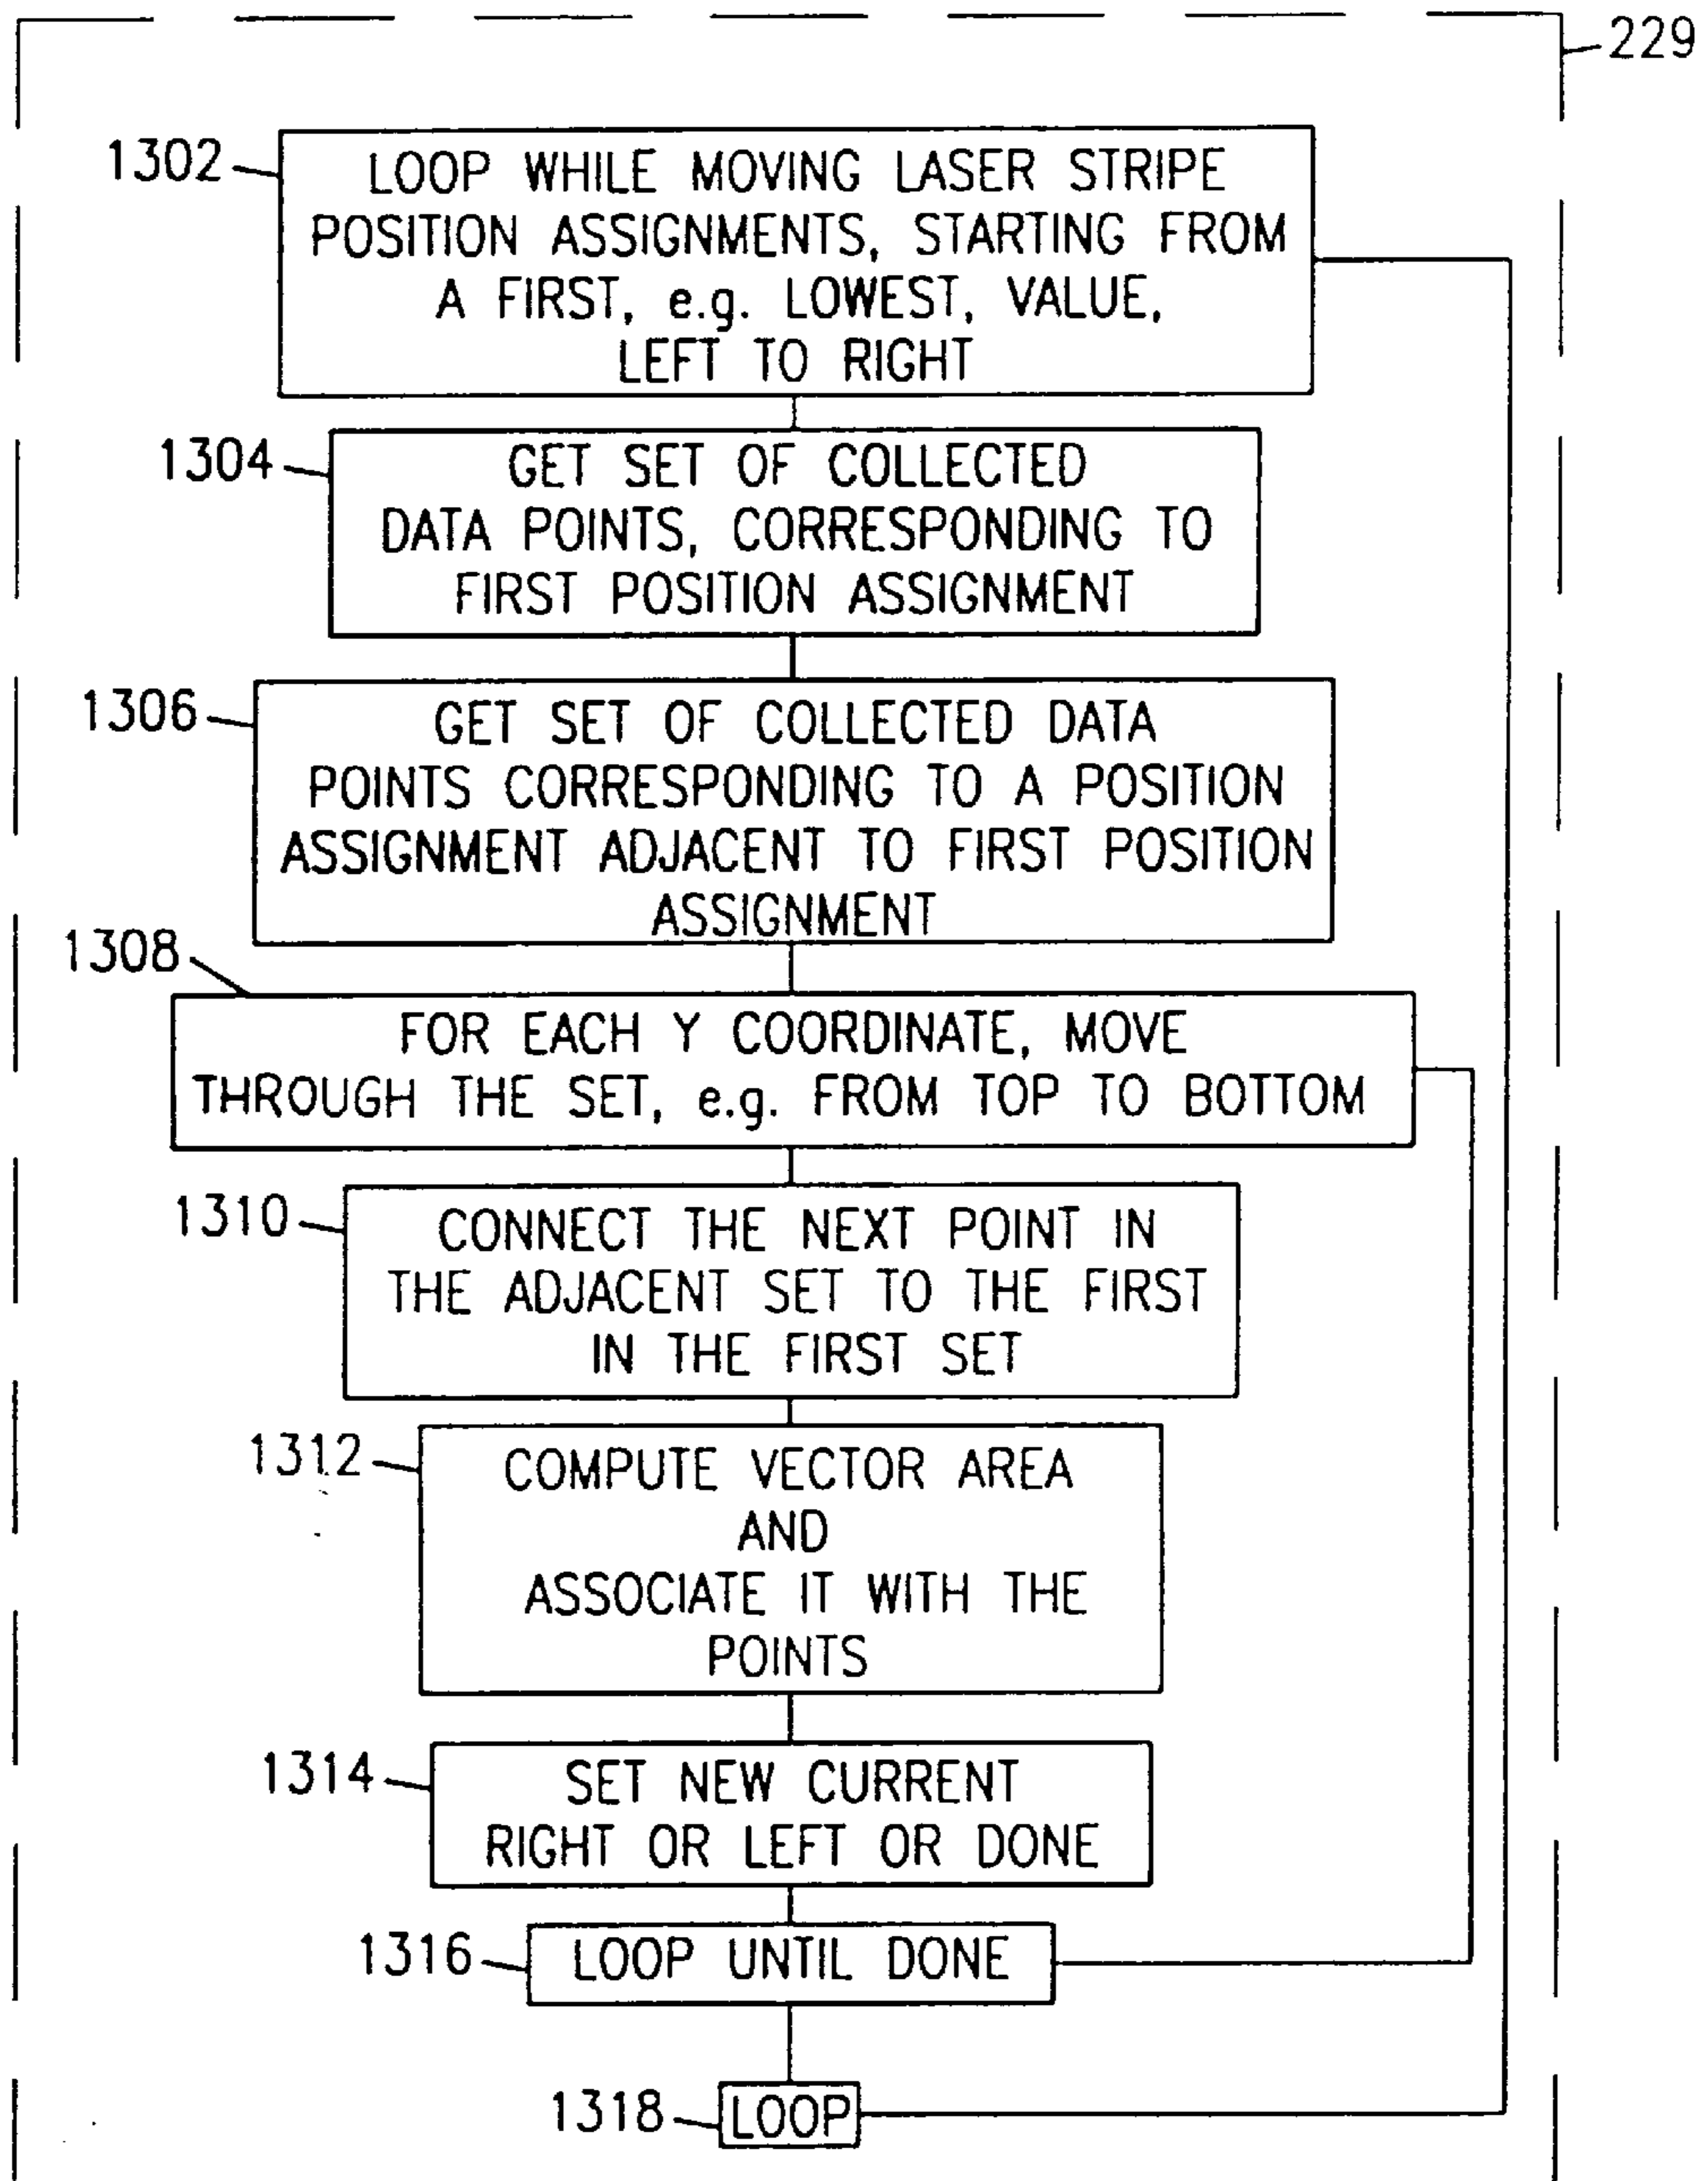 229
1302
LOOP WHILE MOVING LASER STRIPE
POSITION ASSIGNMENTS, STARTING FROM
A FIRST, e.g. LOWEST, VALUE,
LEFT TO RIGHT
1304
GET SET OF COLLECTED
DATA POINTS, CORRESPONDING TO
FIRST POSITION ASSIGNMENT
1306
GET SET OF COLLECTED DATA
POINTS CORRESPONDING TO A POSITION
ASSIGNMENT ADJACENT TO FIRST POSITION
ASSIGNMENT
1308
FOR EACH Y COORDINATE, MOVE
THROUGH THE SET, e.g. FROM TOP TO BOTTOM
1310
CONNECT THE NEXT POINT IN
THE ADJACENT SET TO THE FIRST
IN THE FIRST SET
1312
COMPUTE VECTOR AREA
AND
ASSOCIATE IT WITH THE
POINTS
1314
SET NEW CURRENT
RIGHT OR LEFT OR DONE
1316
LOOP UNTIL DONE
1318
LOOP